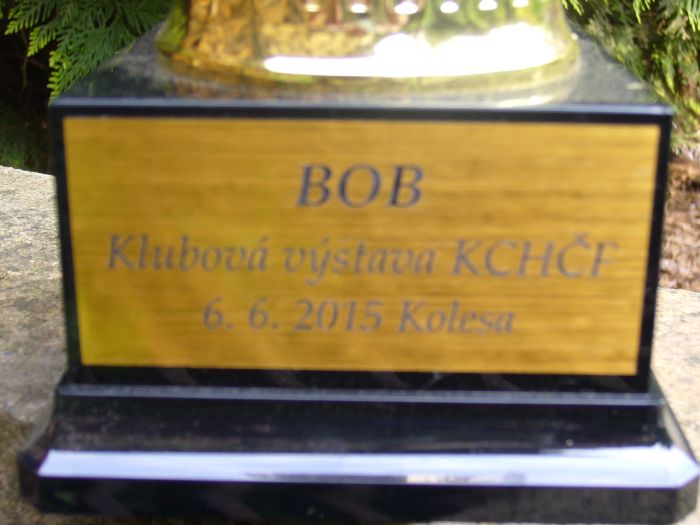 BOB
Klubová výstava KCHČF
6. 6. 2015 Kolesa